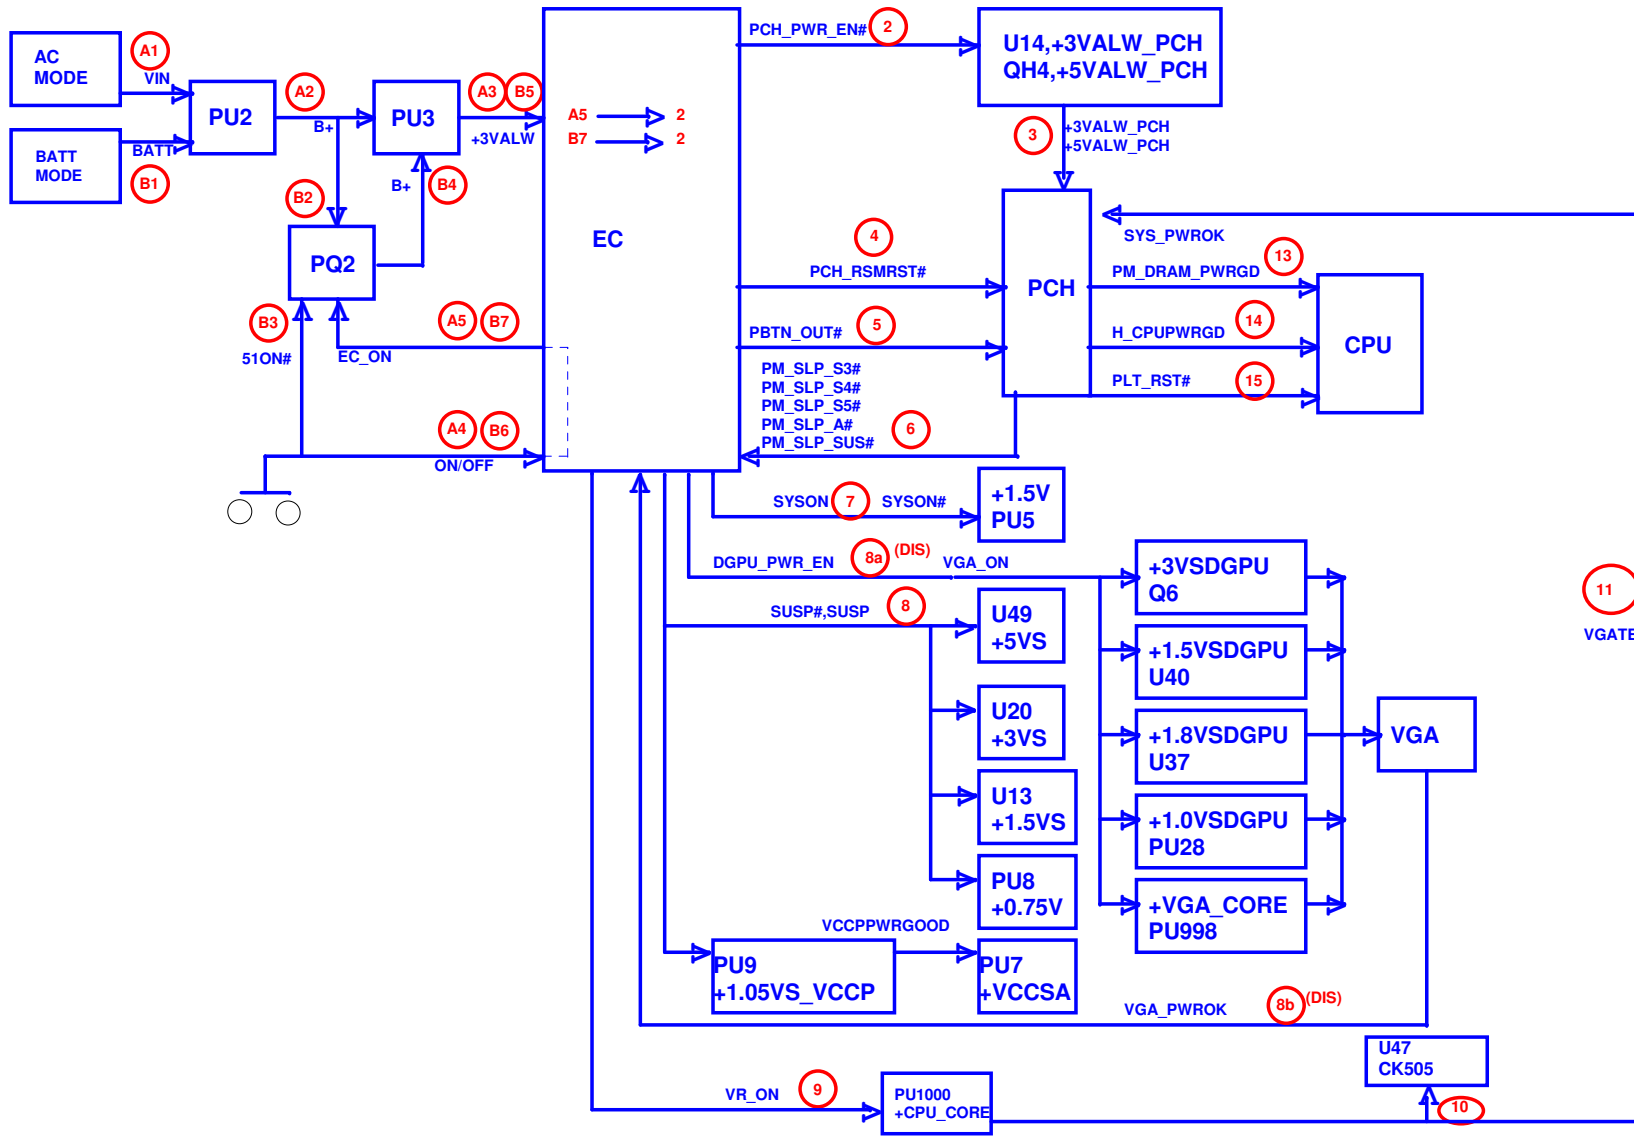 AC
MODE
A1
VIN
BATT
MODE
BATT
B1
PU2
A2
B+
PU3
A3
B5
+3VALW
B+
B4
B2
PQ2
B3
51ON#
A5
B7
EC_ON
A4
B6
ON/OFF
A5
2
B7
2
EC
PCH_PWR_EN#
2
U14,+3VALW_PCH
QH4,+5VALW_PCH
3
+3VALW_PCH
+5VALW_PCH
4
PCH_RSMRST#
PBTN_OUT#
5
PM_SLP_S3#
PM_SLP_S4#
PM_SLP_S5#
PM_SLP_A#
PM_SLP_SUS#
6
PCH
SYS_PWROK
PM_DRAM_PWRGD
13
H_CPUPWRGD
14
PLT_RST#
15
CPU
SYSON
7
SYSON#
+1.5V
PU5
DGPU_PWR_EN
8a
(DIS)
VGA_ON
SUSP#,SUSP
8
U49
+5VS
U20
+3VS
U13
+1.5VS
PU8
+0.75V
+3VSDGPU
Q6
+1.5VSDGPU
U40
+1.8VSDGPU
U37
+1.0VSDGPU
PU28
+VGA_CORE
PU998
VGA
11
VGATE
VCCPPWRGOOD
PU9
+1.05VS_VCCP
PU7
+VCCSA
VGA_PWROK
8b
(DIS)
U47
CK505
VR_ON
9
PU1000
+CPU_CORE
10